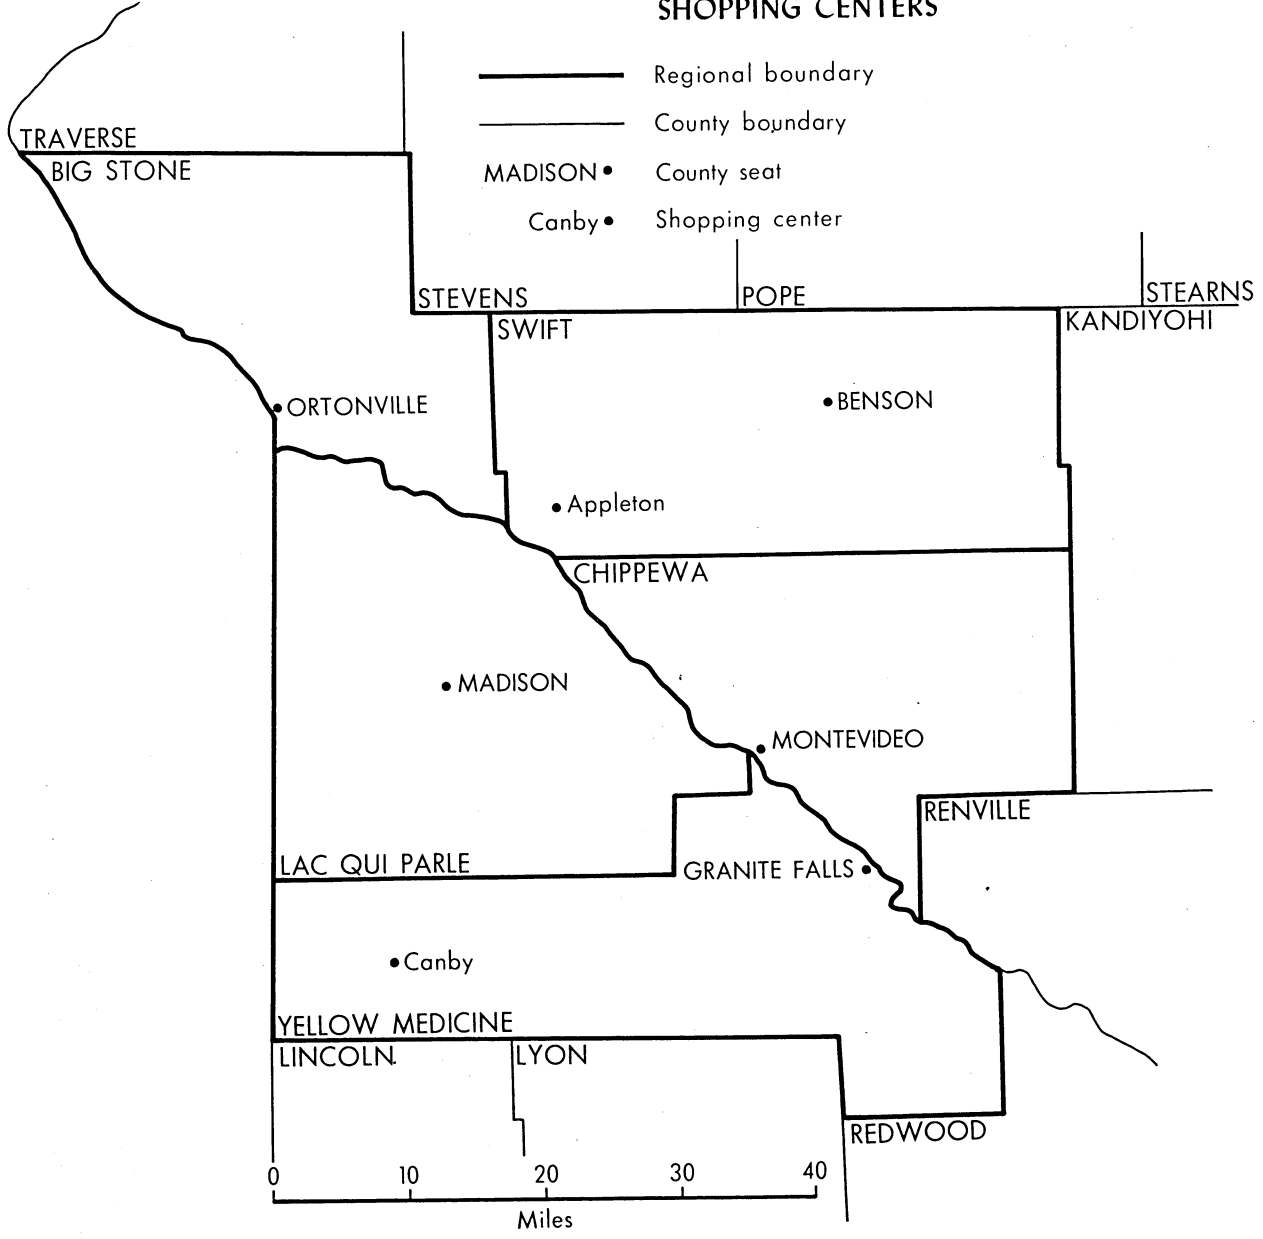 SHOPPING CENTERS
Regional boundary
County boundary
MADISON County seat
Canby Shopping center
TRAVERSE
BIG STONE
STEVENS
POPE
STEARNS
SWIFT
KANDIYOHI
ORTONVILLE
BENSON
Appleton
CHIPPEWA
MADISON
MONTEVIDEO
RENVILLE
LAC QUI PARLE
GRANITE FALLS
Canby
YELLOW MEDICINE
LINCOLN
LYON
REDWOOD
0 10 20 30 40
Miles